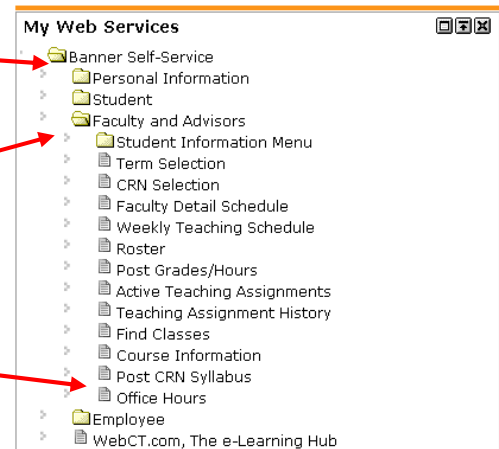 My Web Services
Banner Self-Service
Personal Information
Student
Faculty and Advisors
Student Information Menu
Term Selection
CRN Selection
Faculty Detail Schedule
Weekly Teaching Schedule
Roster
Post Grades/Hours
Active Teaching Assignments
Teaching Assignment History
Find Classes
Course Information
Post CRN Syllabus
Office Hours
Employee
WebCT.com, The e-Learning Hub